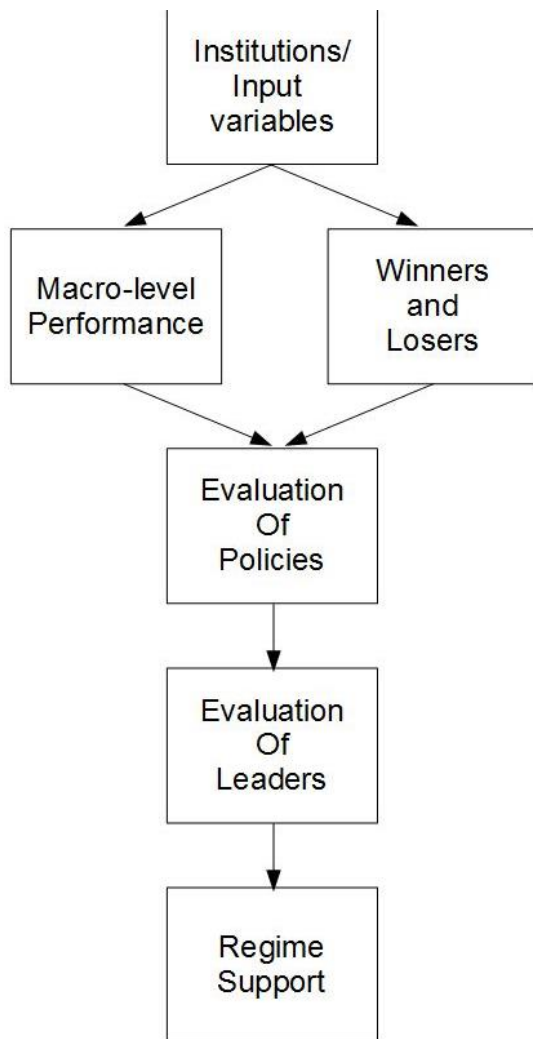 Institutions/
Input
variables
Macro-level
Performance
Winners
and
Losers
Evaluation
Of
Policies
Evaluation
Of
Leaders
Regime
Support